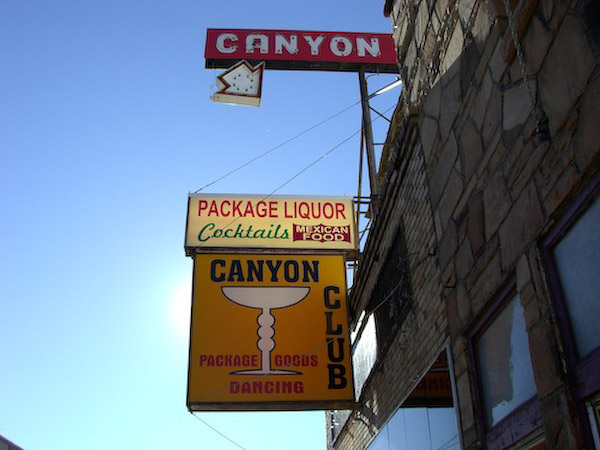 CANYON
PACKAGE LIQUOR
Cocktails MEXICAN FOOD
CANYON
CLUB
PACKAGE GOODS
DANCING